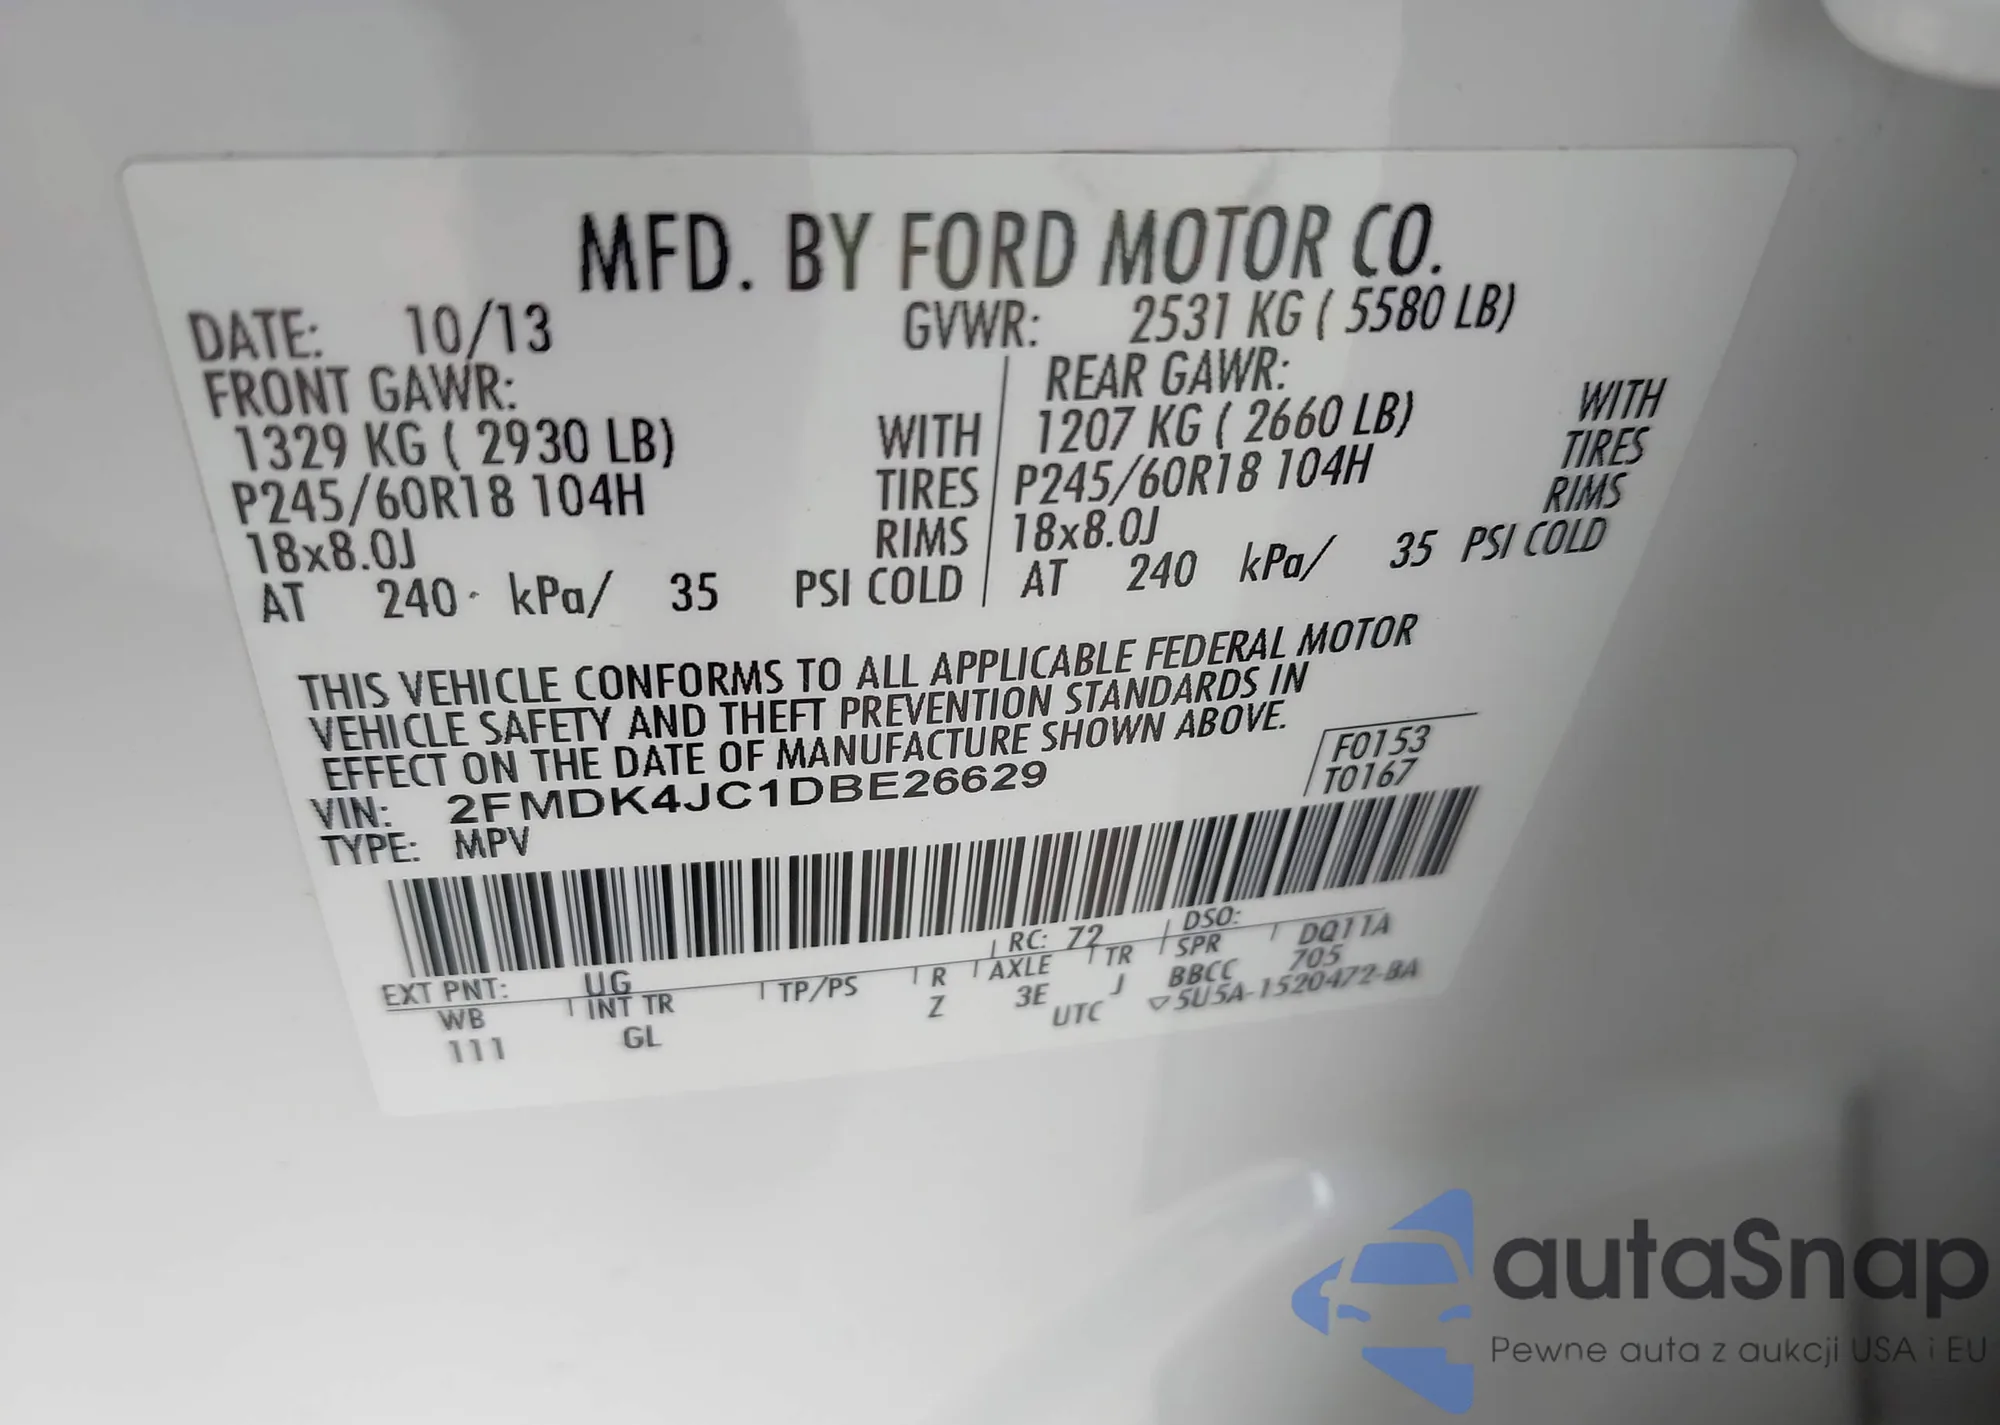 MFD. BY FORD MOTOR CO.
DATE: 10/13 GVWR: 2531 KG ( 5580 LB)
FRONT GAWR: REAR GAWR:
1329 KG ( 2930 LB) WITH 1207 KG ( 2660 LB) WITH
P245/60R18 104H TIRES P245/60R18 104H TIRES
18x8.0J RIMS 18x8.0J RIMS
AT 240 kPa/ 35 PSI COLD AT 240 kPa/ 35 PSI COLD
THIS VEHICLE CONFORMS TO ALL APPLICABLE FEDERAL MOTOR
VEHICLE SAFETY AND THEFT PREVENTION STANDARDS IN
EFFECT ON THE DATE OF MANUFACTURE SHOWN ABOVE.
F0153
T0167
VIN: 2FMDK4JC1DBE26629
TYPE: MPV
EXT PNT: UG RC: 72 DSO:
WB INT TR TP/PS R AXLE TR SPR DQ11A
111 GL Z 3E J BBCC 705
UTC ▽5U5A-1520472-BA
autaSnap
Pewne auta z aukcji USA i EU